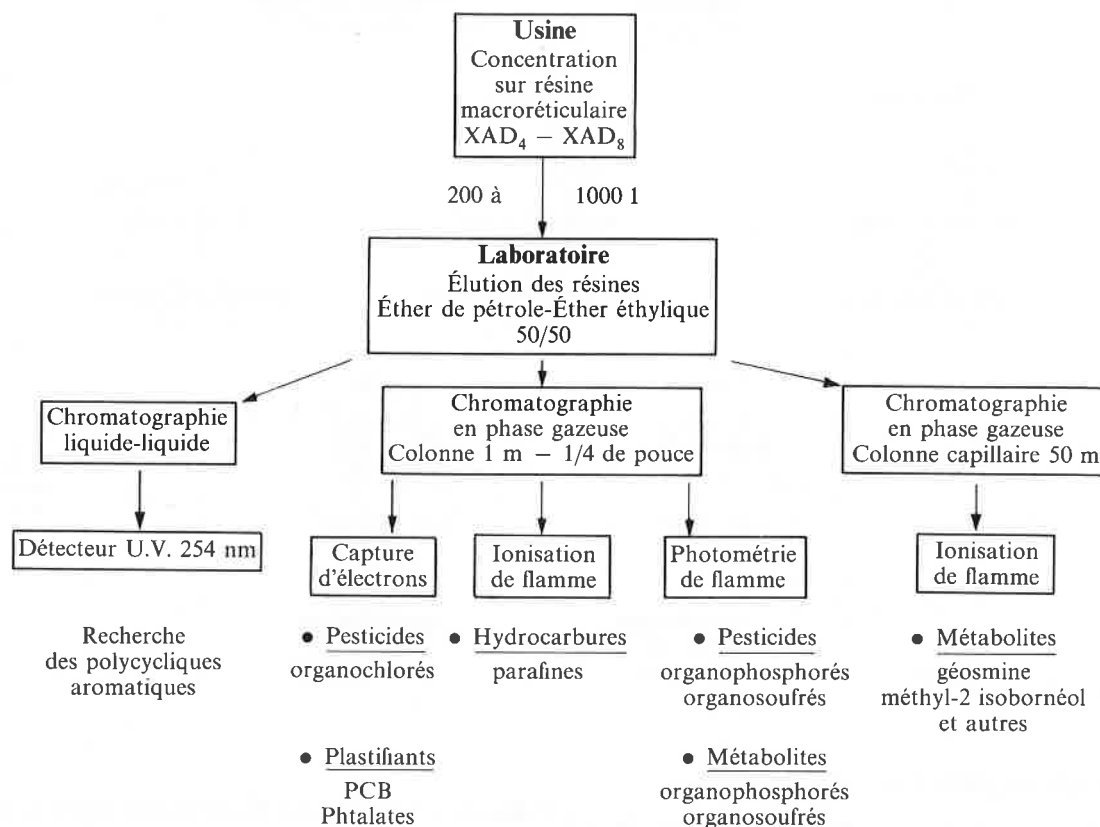 Usine
Concentration
sur résine
macroréticulaire
XAD₄ – XAD₈
200 à 1000 l
Laboratoire
Élution des résines
Éther de pétrole-Éther éthylique
50/50
Chromatographie
liquide-liquide
Chromatographie
en phase gazeuse
Colonne 1 m – 1/4 de pouce
Chromatographie
en phase gazeuse
Colonne capillaire 50 m
Détecteur U.V. 254 nm
Capture
d'électrons
Ionisation
de flamme
Photométrie
de flamme
Ionisation
de flamme
Recherche
des polycycliques
aromatiques
● Pesticides
organochlorés
● Plastifiants
PCB
Phtalates
● Hydrocarbures
parafines
● Pesticides
organophosphorés
organosoufrés
● Métabolites
organophosphorés
organosoufrés
● Métabolites
géosmine
méthyl-2 isobornéol
et autres